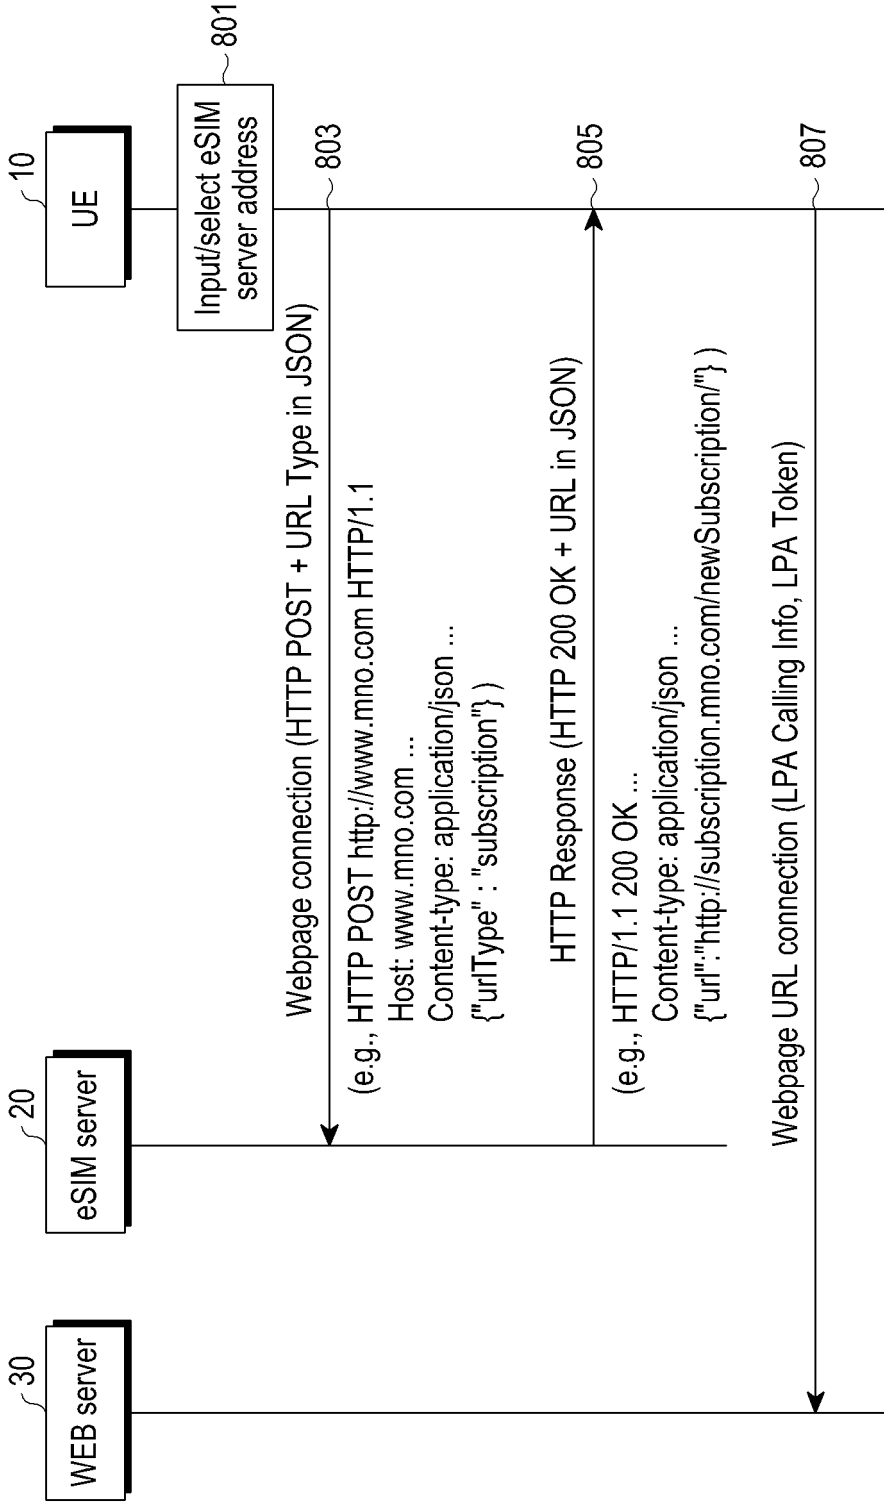 30
WEB server
20
eSIM server
10
UE
Input/select eSIM
server address
801
Webpage connection (HTTP POST + URL Type in JSON)
803
(e.g., HTTP POST http://www.mno.com HTTP/1.1
Host: www.mno.com ...
Content-type: application/json ...
{"urlType" : "subscription"} )
HTTP Response (HTTP 200 OK + URL in JSON)
805
(e.g., HTTP/1.1 200 OK ...
Content-type: application/json ...
{"url":"http://subscription.mno.com/newSubscription/"} )
Webpage URL connection (LPA Calling Info, LPA Token)
807